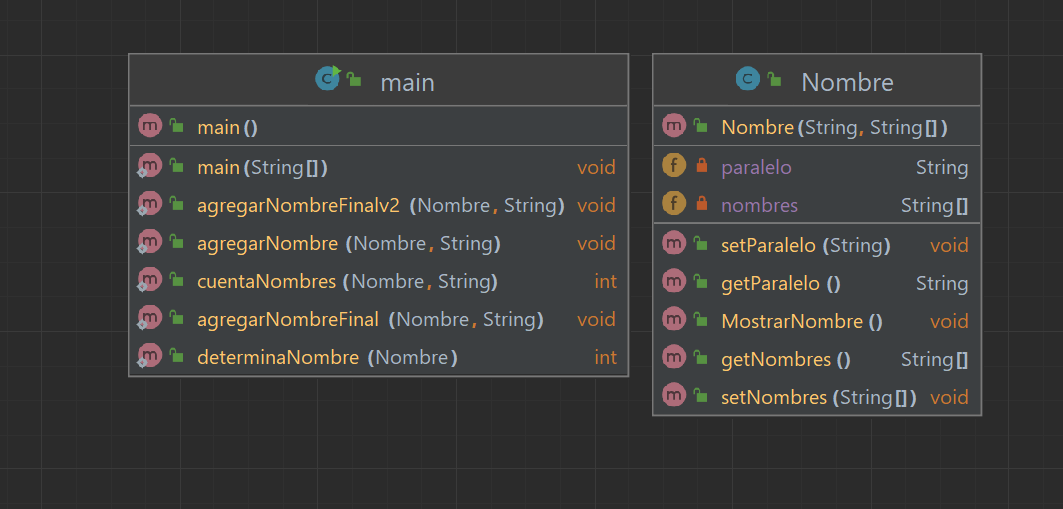 main
main()
main(String[]) void
agregarNombreFinalv2 (Nombre, String) void
agregarNombre (Nombre, String) void
cuentaNombres (Nombre, String) int
agregarNombreFinal (Nombre, String) void
determinaNombre (Nombre) int
Nombre
Nombre(String, String[])
paralelo String
nombres String[]
setParalelo (String) void
getParalelo () String
MostrarNombre () void
getNombres () String[]
setNombres (String[]) void